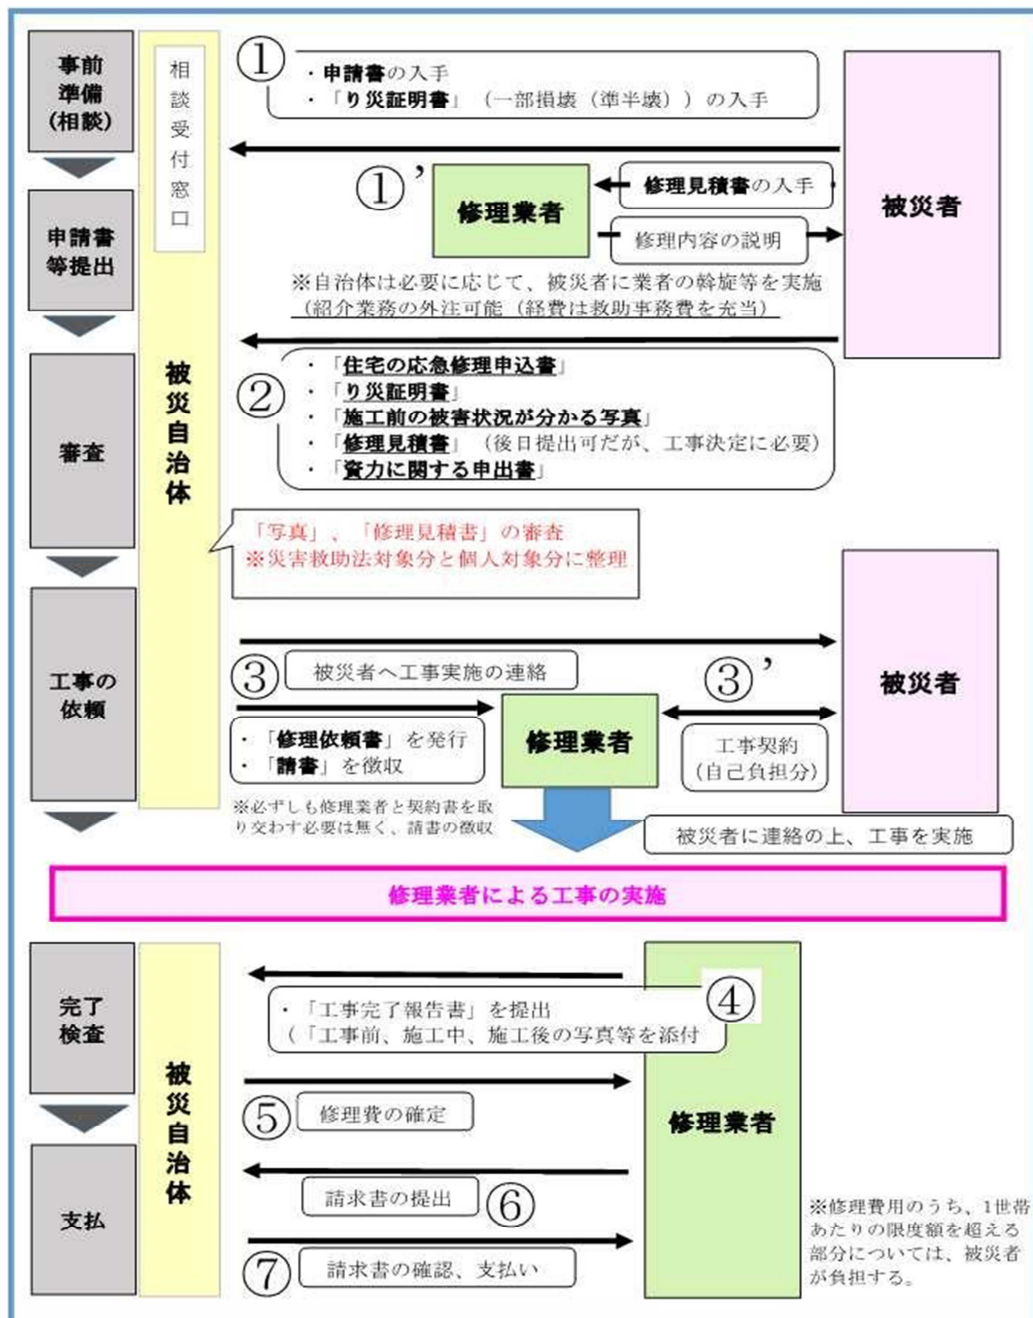 事前
準備
(相談)
相談受付窓口
①
・申請書の入手
・「り災証明書」（一部損壊（準半壊））の入手
被災者
①’
修理業者
修理見積書の入手
修理内容の説明
※自治体は必要に応じて、被災者に業者の斡旋等を実施
（紹介業務の外注可能（経費は救助事務費を充当）
申請書
等提出
被災自治体
②
・「住宅の応急修理申込書」
・「り災証明書」
・「施工前の被害状況が分かる写真」
・「修理見積書」（後日提出可だが、工事決定に必要）
・「資力に関する申出書」
審査
「写真」、「修理見積書」の審査
※災害救助法対象分と個人対象分に整理
工事の
依頼
③
被災者へ工事実施の連絡
・「修理依頼書」を発行
・「請書」を徴収
※必ずしも修理業者と契約書を取
り交わす必要は無く、請書の徴収
修理業者
③’
工事契約
(自己負担分)
被災者
被災者に連絡の上、工事を実施
修理業者による工事の実施
完了
検査
被災自治体
④
・「工事完了報告書」を提出
（「工事前、施工中、施工後の写真等を添付
⑤
修理費の確定
修理業者
支払
請求書の提出
⑥
⑦
請求書の確認、支払い
※修理費用のうち、1世帯
あたりの限度額を超える
部分については、被災者
が負担する。